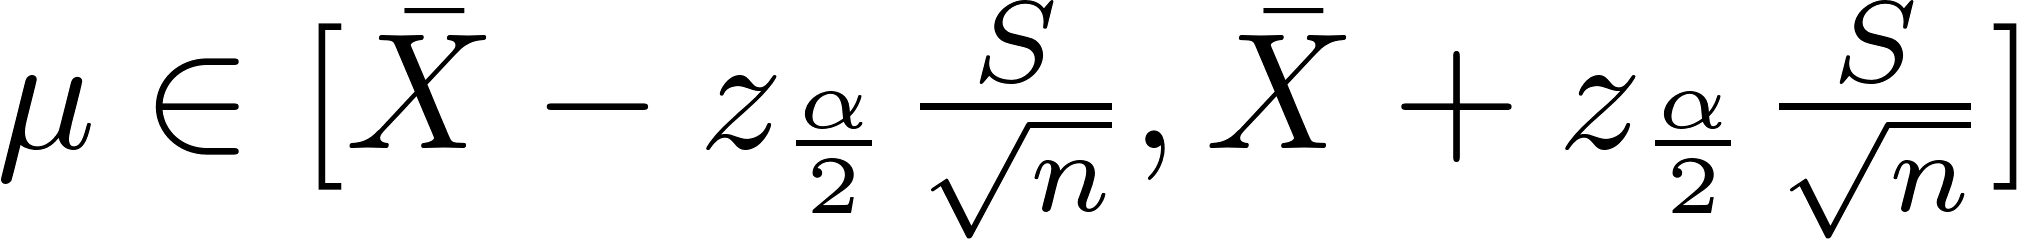 μ ∈ [X̄ − z_{α/2} S/√n, X̄ + z_{α/2} S/√n]